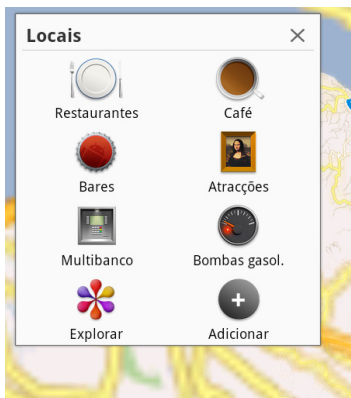 Locais
Restaurantes
Café
Bares
Atracções
Multibanco
Bombas gasol.
Explorar
Adicionar